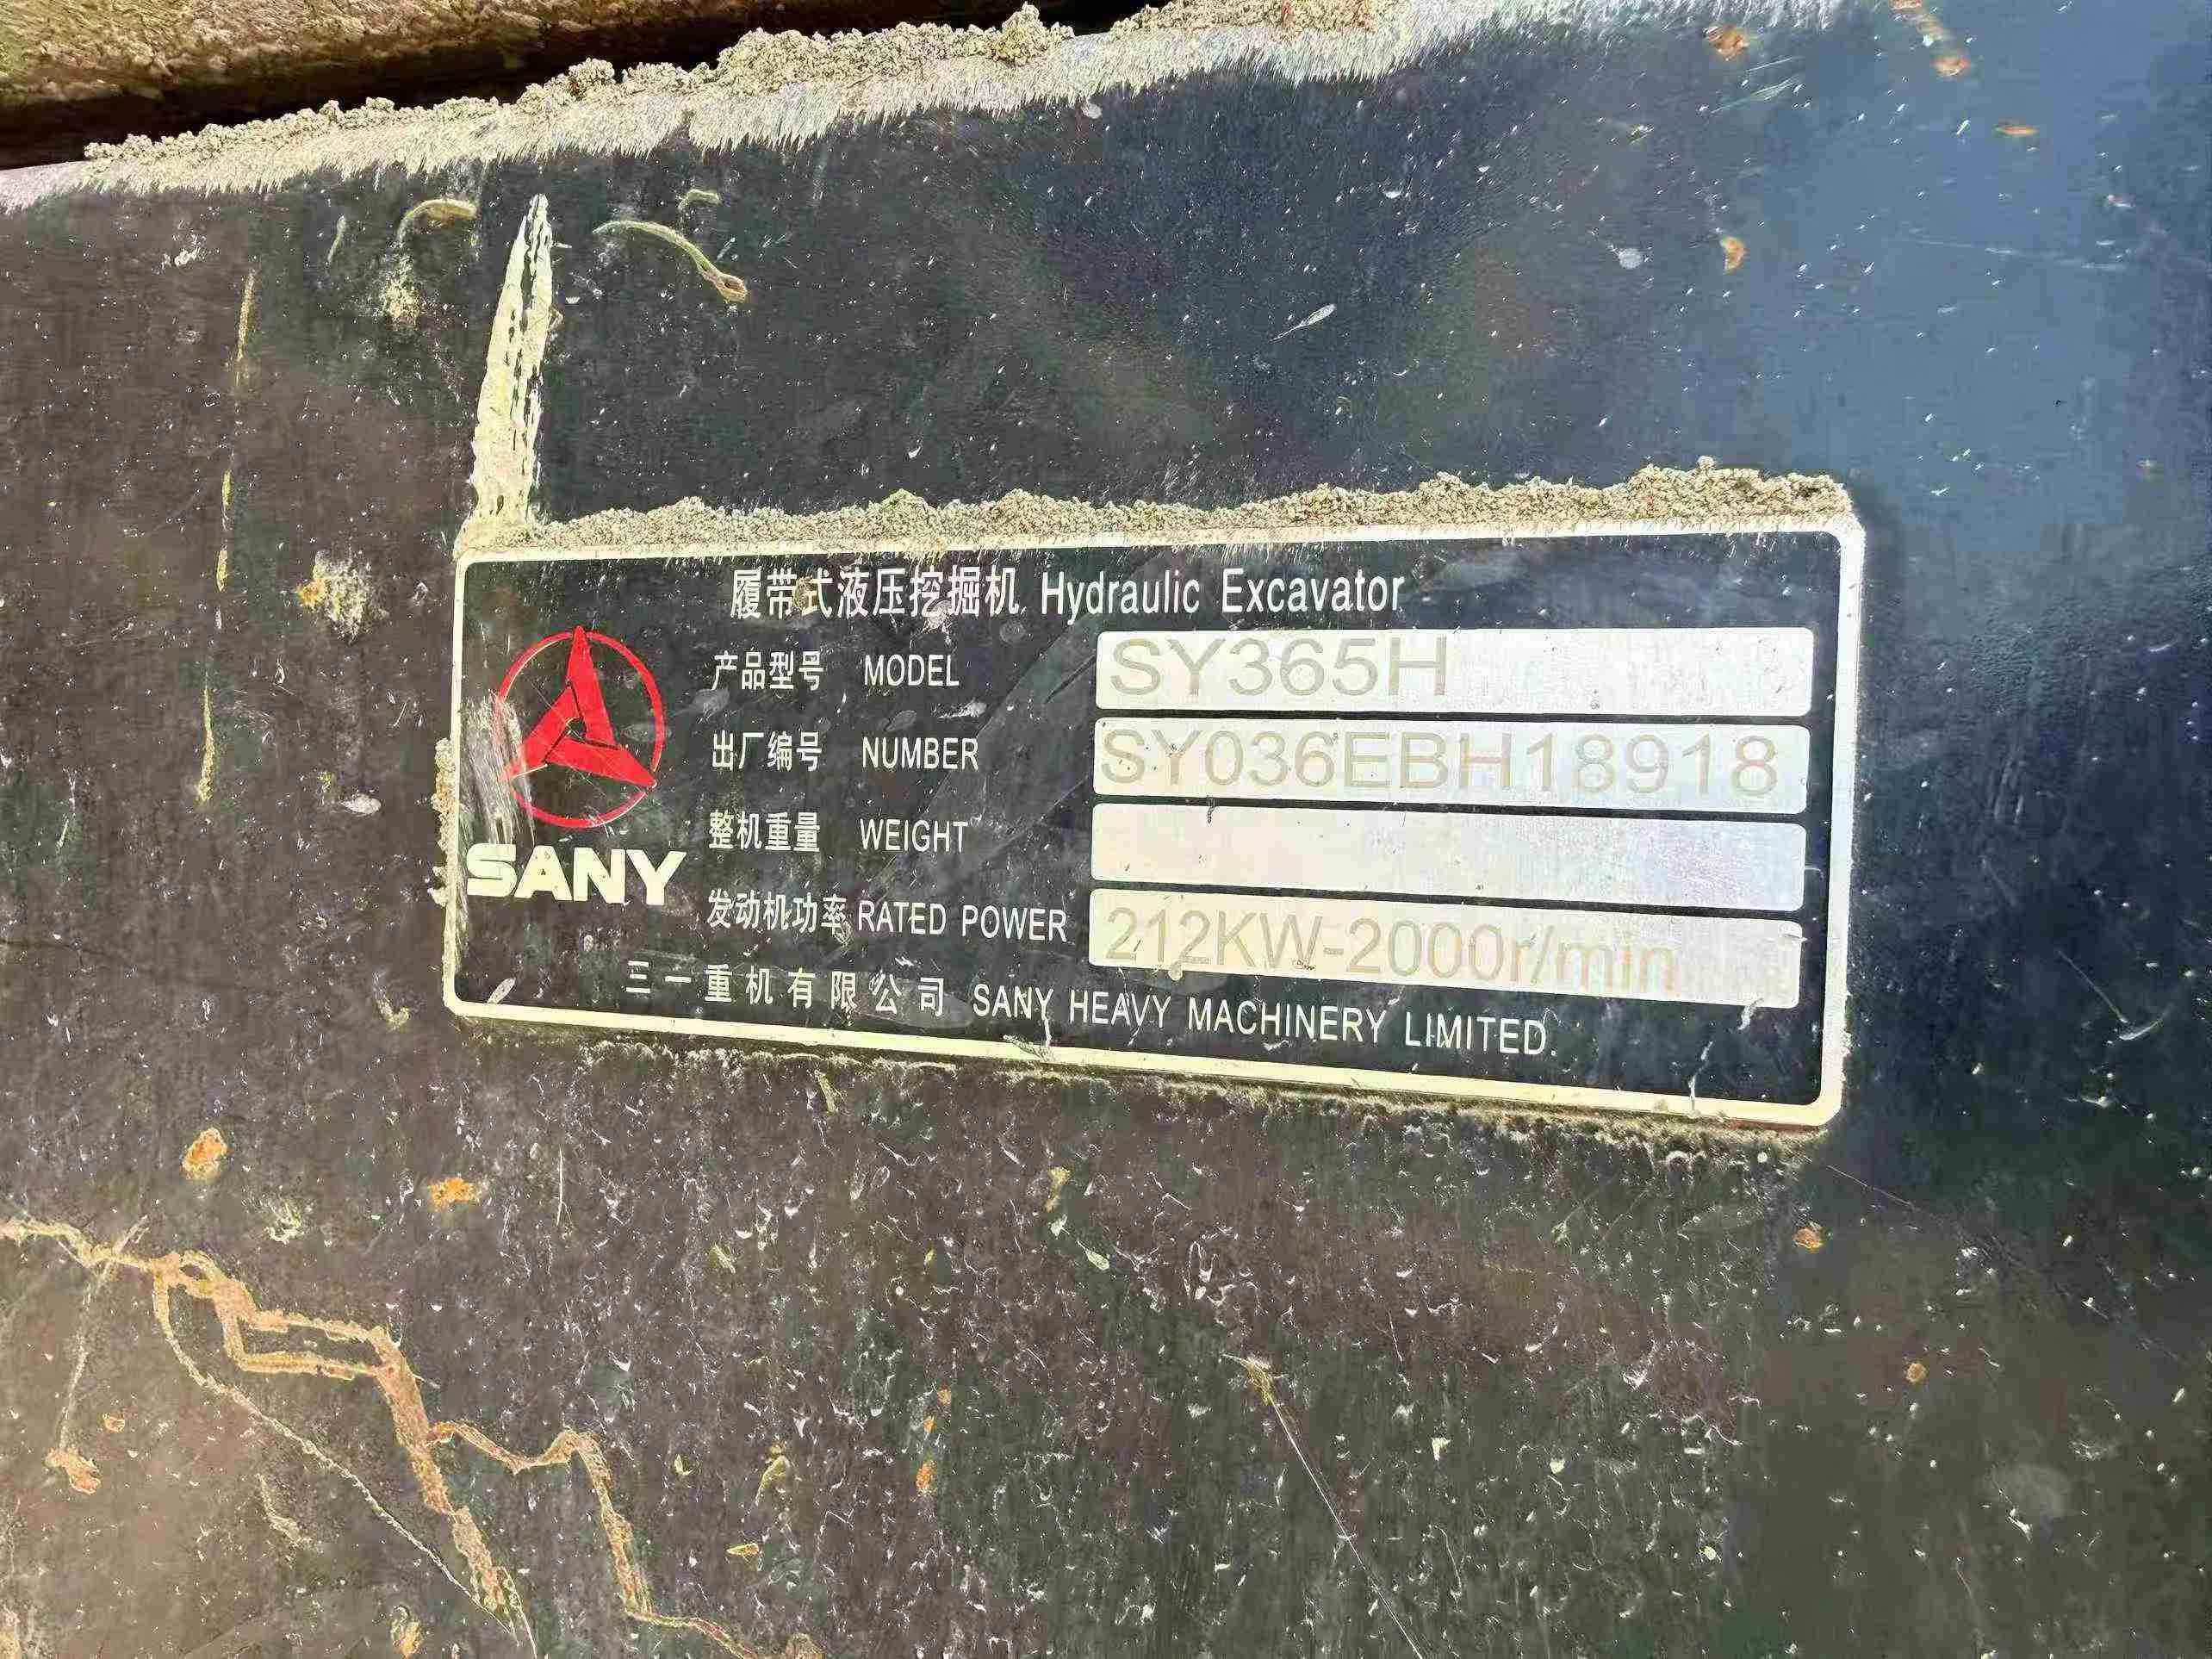 履带式液压挖掘机 Hydraulic Excavator
产品型号 MODEL SY365H
出厂编号 NUMBER SY036EBH18918
整机重量 WEIGHT
发动机功率 RATED POWER 212KW-2000r/min
SANY
三一重机有限公司 SANY HEAVY MACHINERY LIMITED.